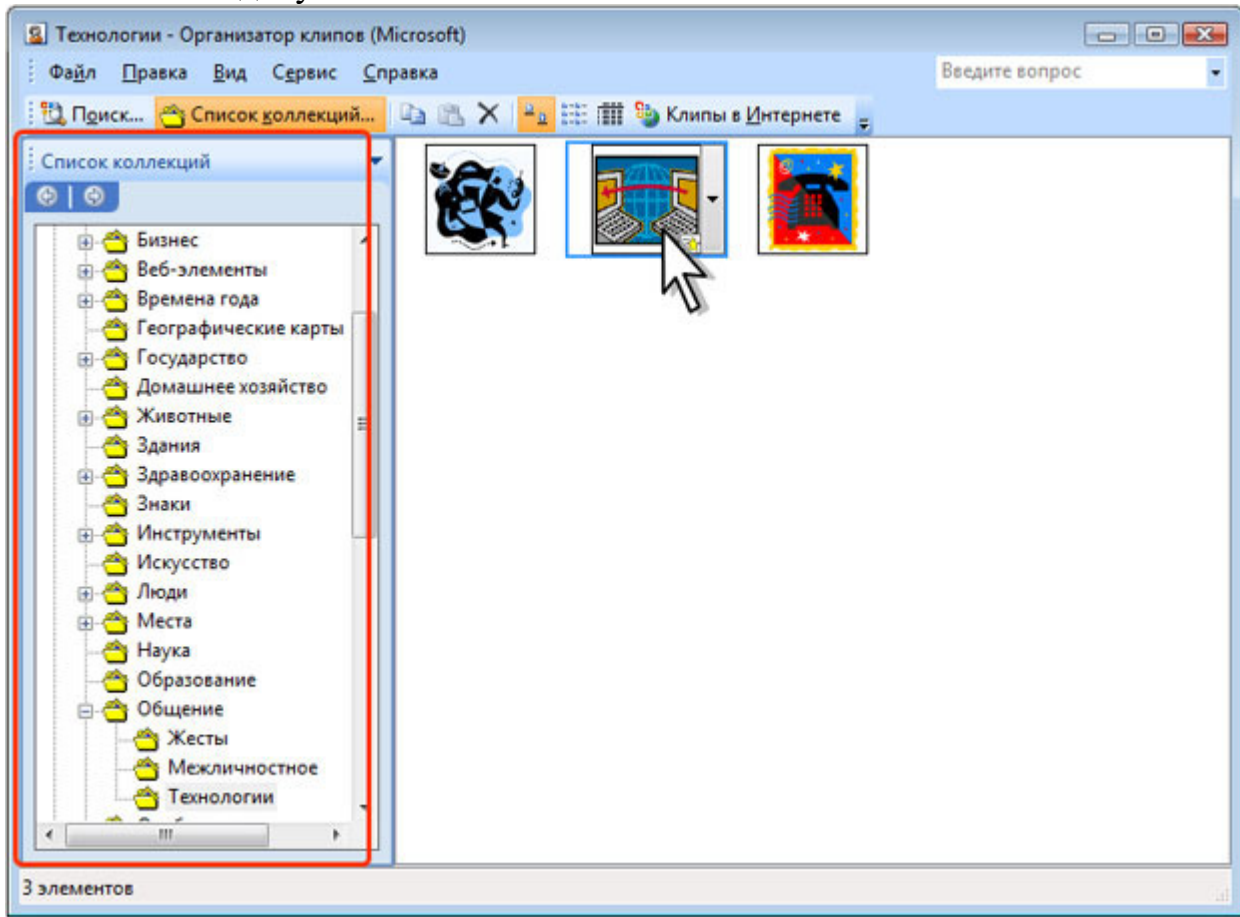 Технологии - Организатор клипов (Microsoft)
Файл Правка Вид Сервис Справка
Введите вопрос
Поиск... Список коллекций... Клипы в Интернете
Список коллекций
Бизнес
Веб-элементы
Времена года
Географические карты
Государство
Домашнее хозяйство
Животные
Здания
Здравоохранение
Знаки
Инструменты
Искусство
Люди
Места
Наука
Образование
Общение
Жесты
Межличностное
Технологии
3 элементов